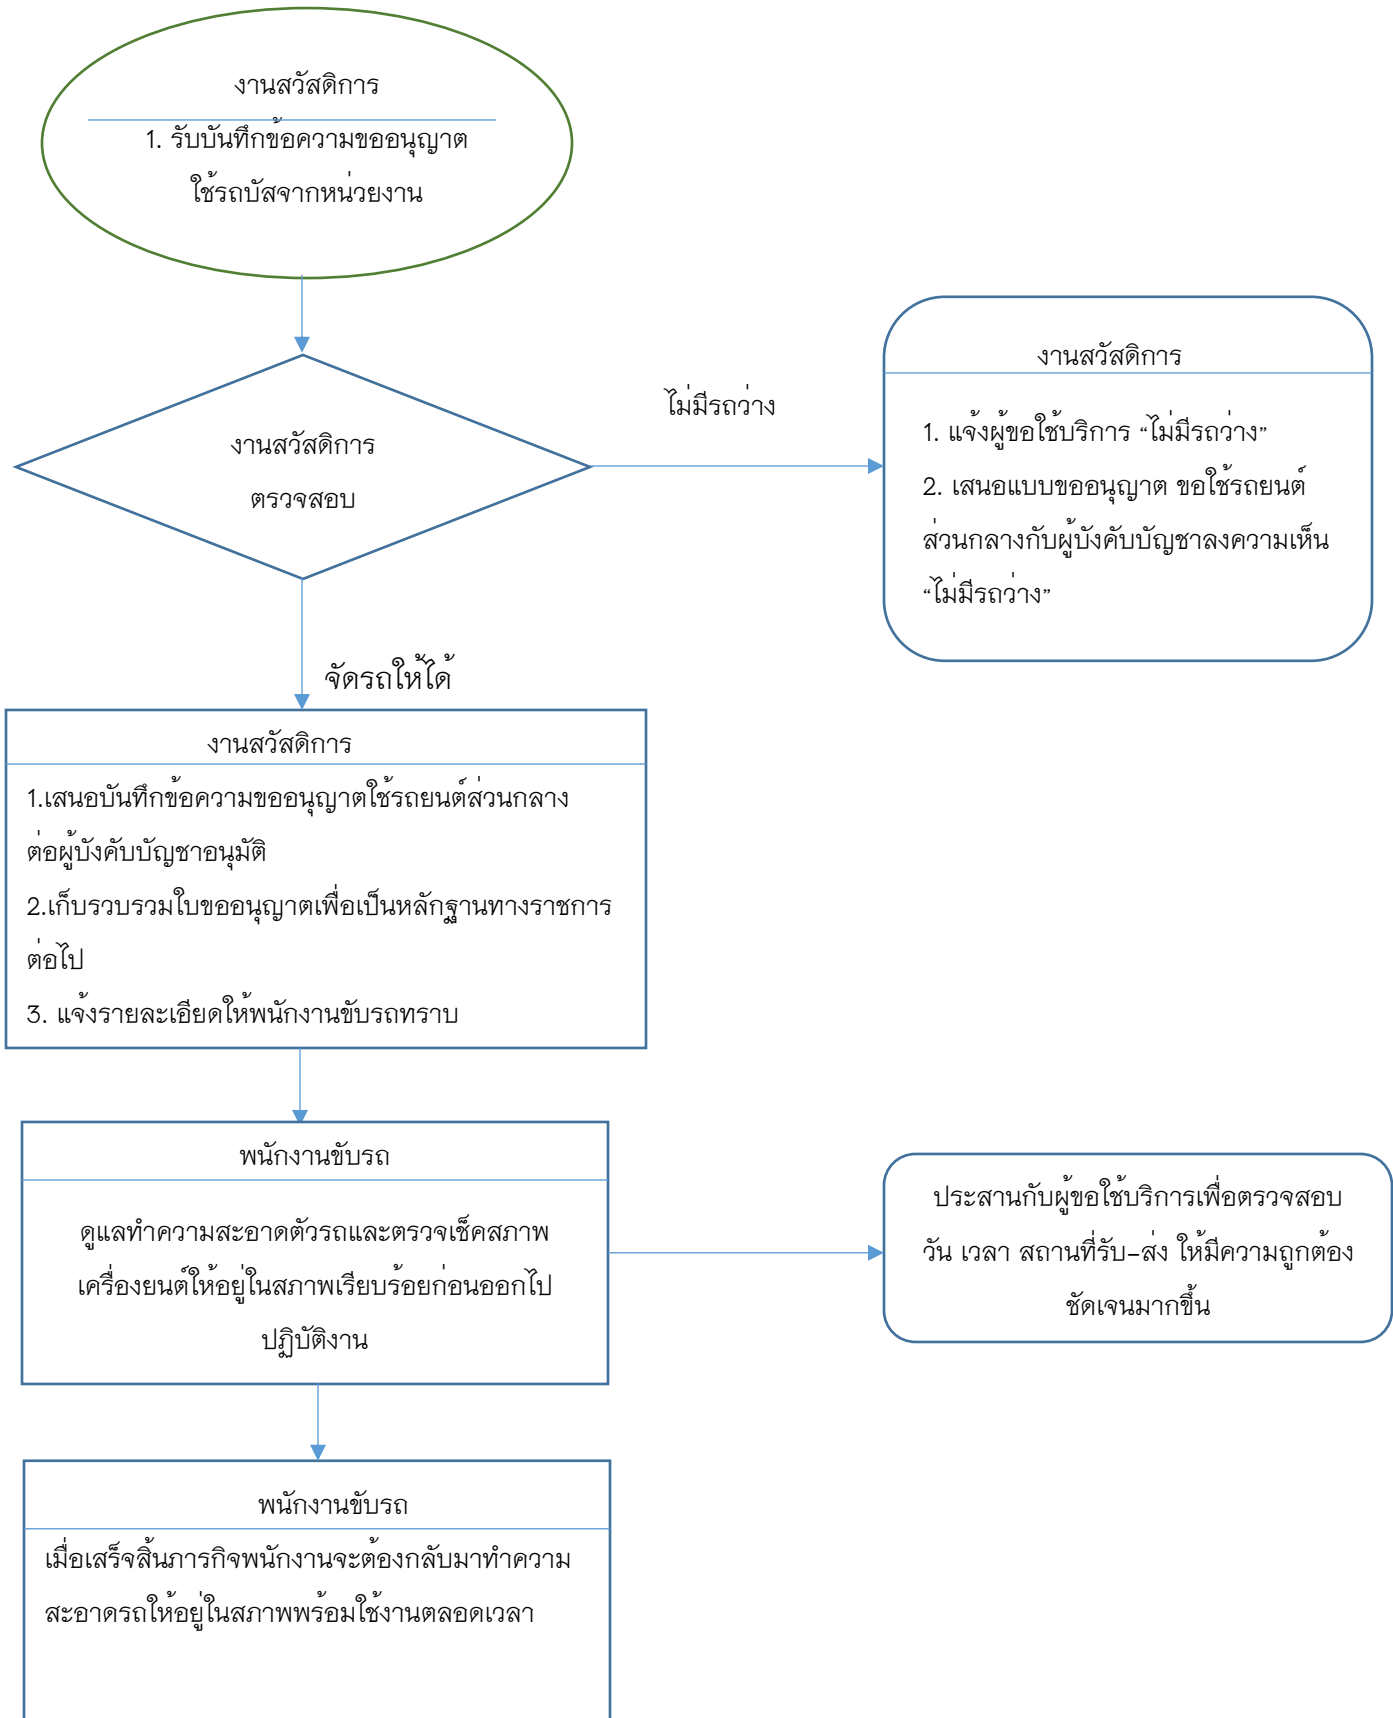 งานสวัสดิการ
1. รับบันทึกข้อความขออนุญาต
ใช้รถบัสจากหน่วยงาน
งานสวัสดิการ
ตรวจสอบ
ไม่มีรถว่าง
งานสวัสดิการ
1. แจ้งผู้ขอใช้บริการ “ไม่มีรถว่าง”
2. เสนอแบบขออนุญาต ขอใช้รถยนต์
ส่วนกลางกับผู้บังคับบัญชาลงความเห็น
“ไม่มีรถว่าง”
จัดรถให้ได้
งานสวัสดิการ
1.เสนอบันทึกข้อความขออนุญาตใช้รถยนต์ส่วนกลาง
ต่อผู้บังคับบัญชาอนุมัติ
2.เก็บรวบรวมใบขออนุญาตเพื่อเป็นหลักฐานทางราชการ
ต่อไป
3. แจ้งรายละเอียดให้พนักงานขับรถทราบ
พนักงานขับรถ
ดูแลทำความสะอาดตัวรถและตรวจเช็คสภาพ
เครื่องยนต์ให้อยู่ในสภาพเรียบร้อยก่อนออกไป
ปฏิบัติงาน
ประสานกับผู้ขอใช้บริการเพื่อตรวจสอบ
วัน เวลา สถานที่รับ-ส่ง ให้มีความถูกต้อง
ชัดเจนมากขึ้น
พนักงานขับรถ
เมื่อเสร็จสิ้นภารกิจพนักงานจะต้องกลับมาทำความ
สะอาดรถให้อยู่ในสภาพพร้อมใช้งานตลอดเวลา